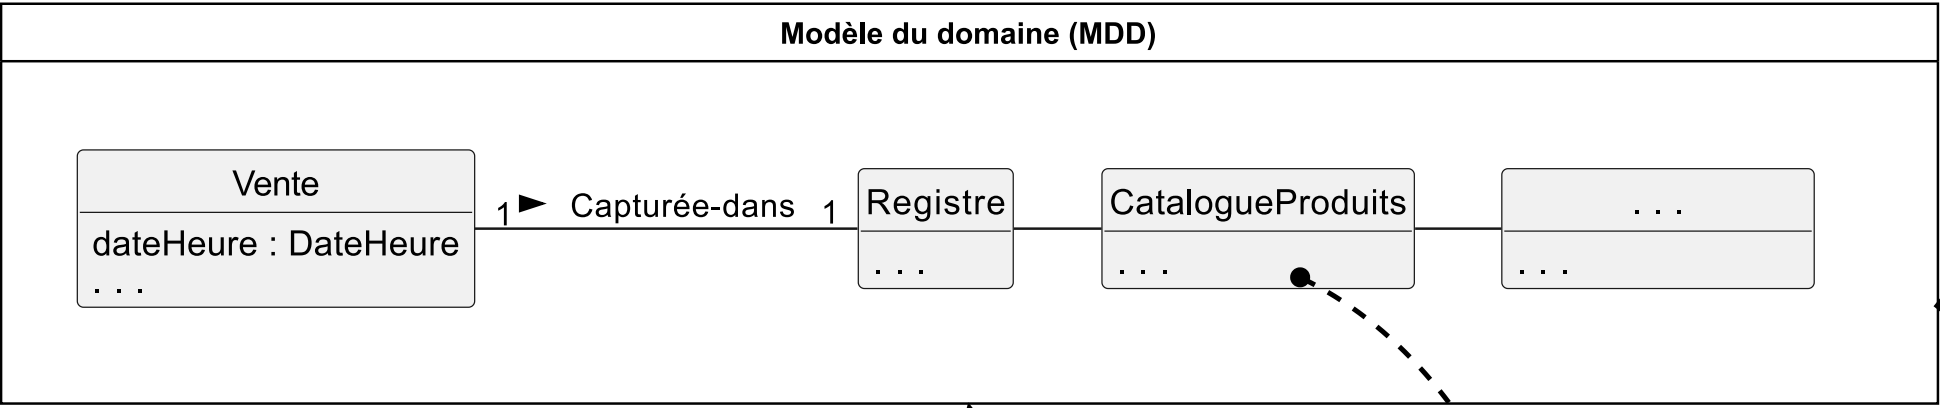 Modèle du domaine (MDD)
Vente
dateHeure : DateHeure
. . .
1 ► Capturée-dans 1
Registre
. . .
CatalogueProduits
. . .
. . .
. . .